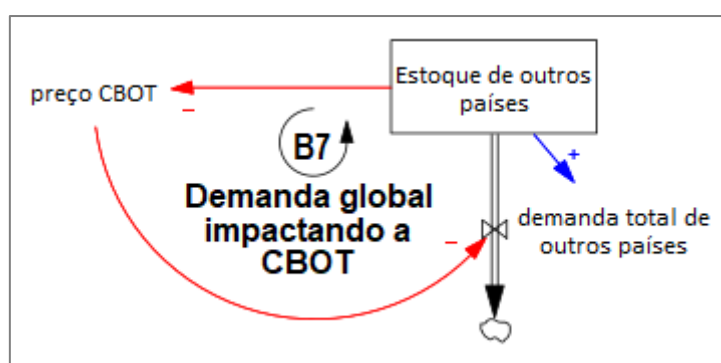 Estoque de outros
países
preço CBOT
–
+
B7
Demanda global
impactando a
CBOT
–
demanda total de
outros países